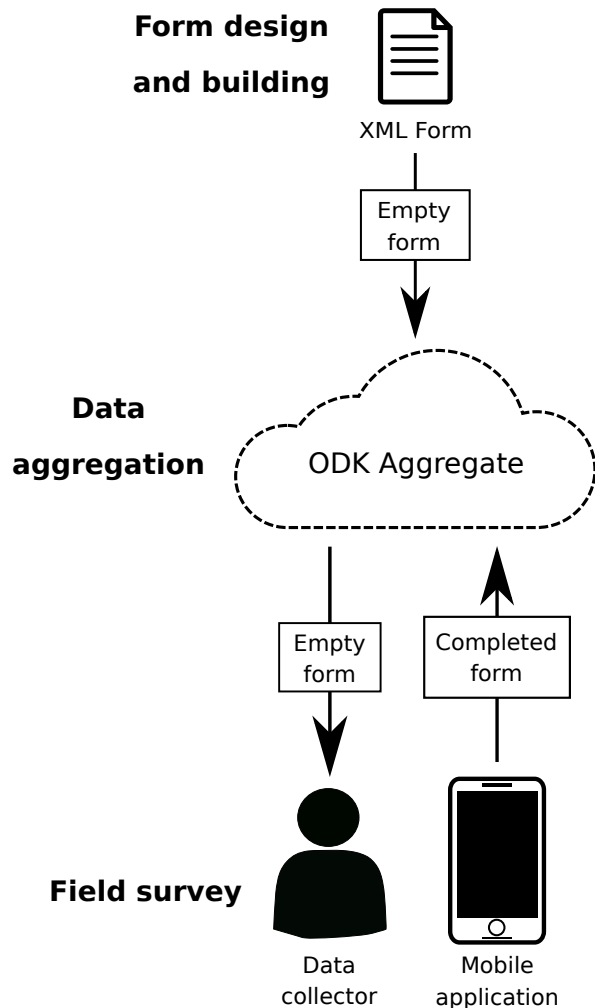 Form design
and building
XML Form
Empty
form
Data
aggregation
ODK Aggregate
Empty
form
Completed
form
Field survey
Data
collector
Mobile
application